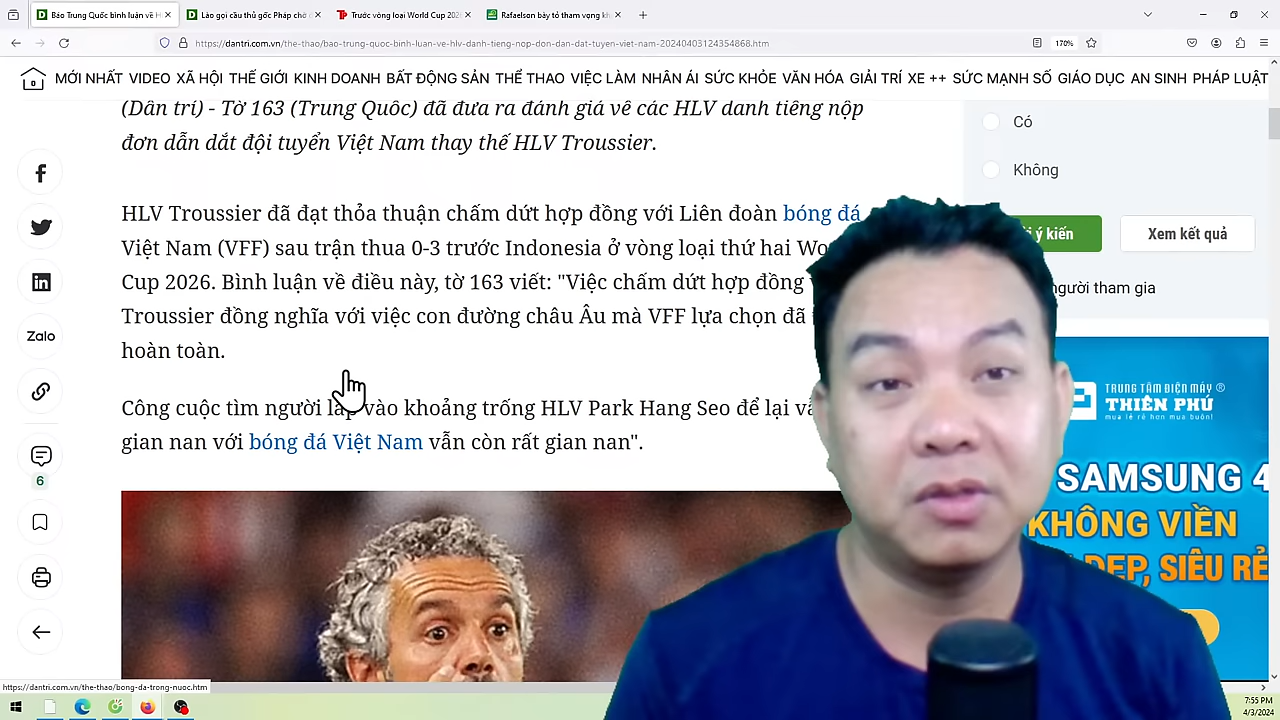 Báo Trung Quốc bình luận về H
Lào gọi cầu thủ gốc Pháp chờ
Trước vòng loại World Cup 202
Rafaelson bày tỏ tham vọng kh
https://dantri.com.vn/the-thao/bao-trung-quoc-binh-luan-ve-hlv-danh-tieng-nop-don-dan-dat-tuyen-viet-nam-20240403124354868.htm
170%
MỚI NHẤT VIDEO XÃ HỘI THẾ GIỚI KINH DOANH BẤT ĐỘNG SẢN THỂ THAO VIỆC LÀM NHÂN ÁI SỨC KHỎE VĂN HÓA GIẢI TRÍ XE ++ SỨC MẠNH SỐ GIÁO DỤC AN SINH PHÁP LUẬT
(Dân trí) - Tờ 163 (Trung Quốc) đã đưa ra đánh giá về các HLV danh tiếng nộp
đơn dẫn dắt đội tuyển Việt Nam thay thế HLV Troussier.
HLV Troussier đã đạt thỏa thuận chấm dứt hợp đồng với Liên đoàn bóng đá
Việt Nam (VFF) sau trận thua 0-3 trước Indonesia ở vòng loại thứ hai Wo
Cup 2026. Bình luận về điều này, tờ 163 viết: "Việc chấm dứt hợp đồng
Troussier đồng nghĩa với việc con đường châu Âu mà VFF lựa chọn đã
hoàn toàn.
Công cuộc tìm người lấp vào khoảng trống HLV Park Hang Seo để lại
gian nan với bóng đá Việt Nam vẫn còn rất gian nan".
Zalo
6
Có
Không
ý kiến
Xem kết quả
người tham gia
TRUNG TÂM ĐIỆN MÁY ®
THIÊN PHÚ
mua lẻ rẻ hơn mua buôn!
SAMSUNG 4
KHÔNG VIỀN
ĐẸP, SIÊU RẺ
https://dantri.com.vn/the-thao/bong-da-trong-nuoc.htm
7:55 PM
4/3/2024